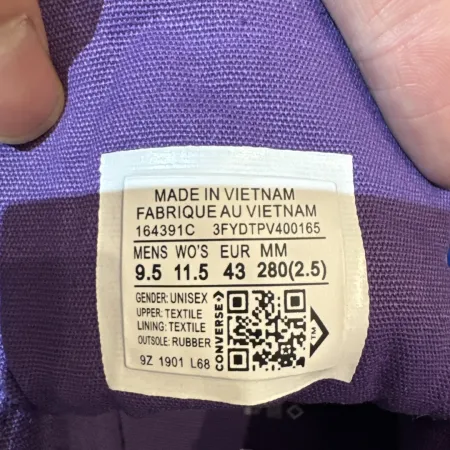 MADE IN VIETNAM
FABRIQUE AU VIETNAM
164391C 3FYDTPV400165
MENS WO'S EUR MM
9.5 11.5 43 280(2.5)
GENDER: UNISEX
UPPER: TEXTILE
LINING: TEXTILE
OUTSOLE: RUBBER
9Z 1901 L68
CONVERSE
TM